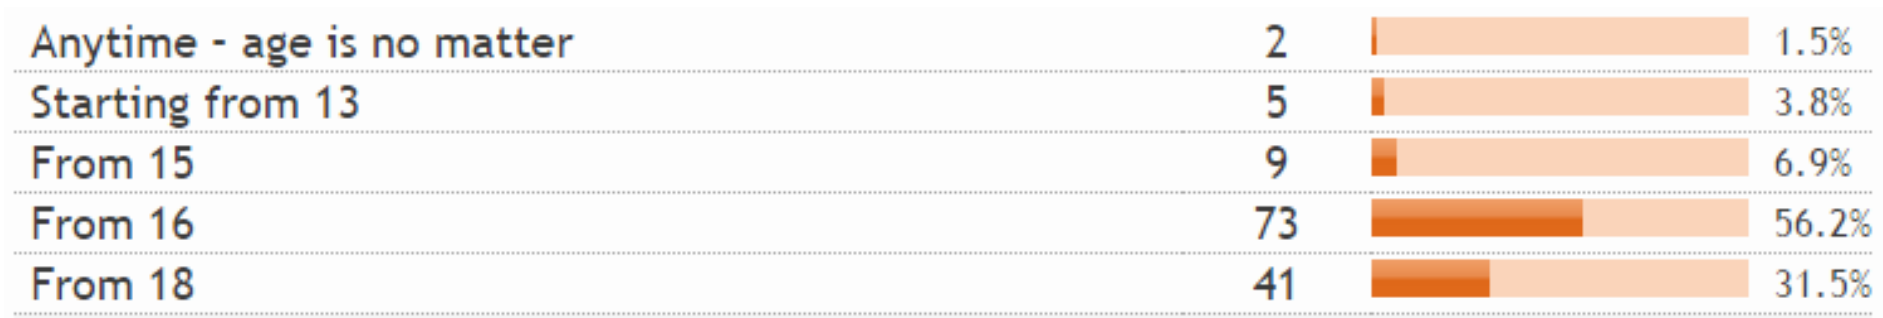 Anytime - age is no matter 2 1.5%
Starting from 13 5 3.8%
From 15 9 6.9%
From 16 73 56.2%
From 18 41 31.5%